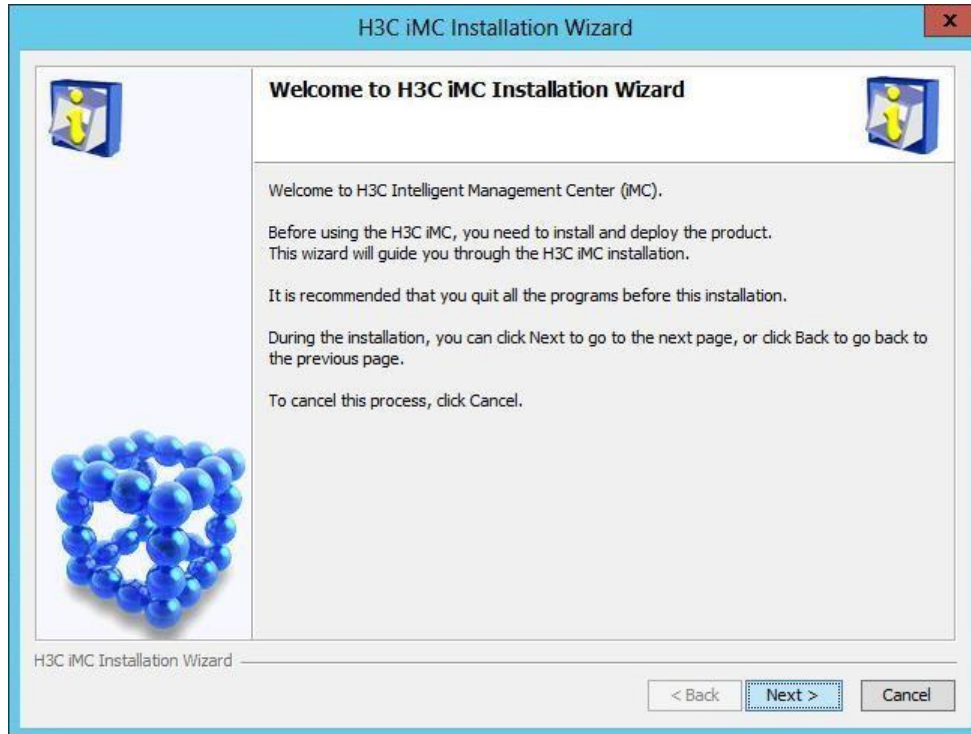 H3C iMC Installation Wizard
x
Welcome to H3C iMC Installation Wizard
Welcome to H3C Intelligent Management Center (iMC).
Before using the H3C iMC, you need to install and deploy the product.
This wizard will guide you through the H3C iMC installation.
It is recommended that you quit all the programs before this installation.
During the installation, you can click Next to go to the next page, or click Back to go back to
the previous page.
To cancel this process, click Cancel.
H3C iMC Installation Wizard
< Back Next > Cancel